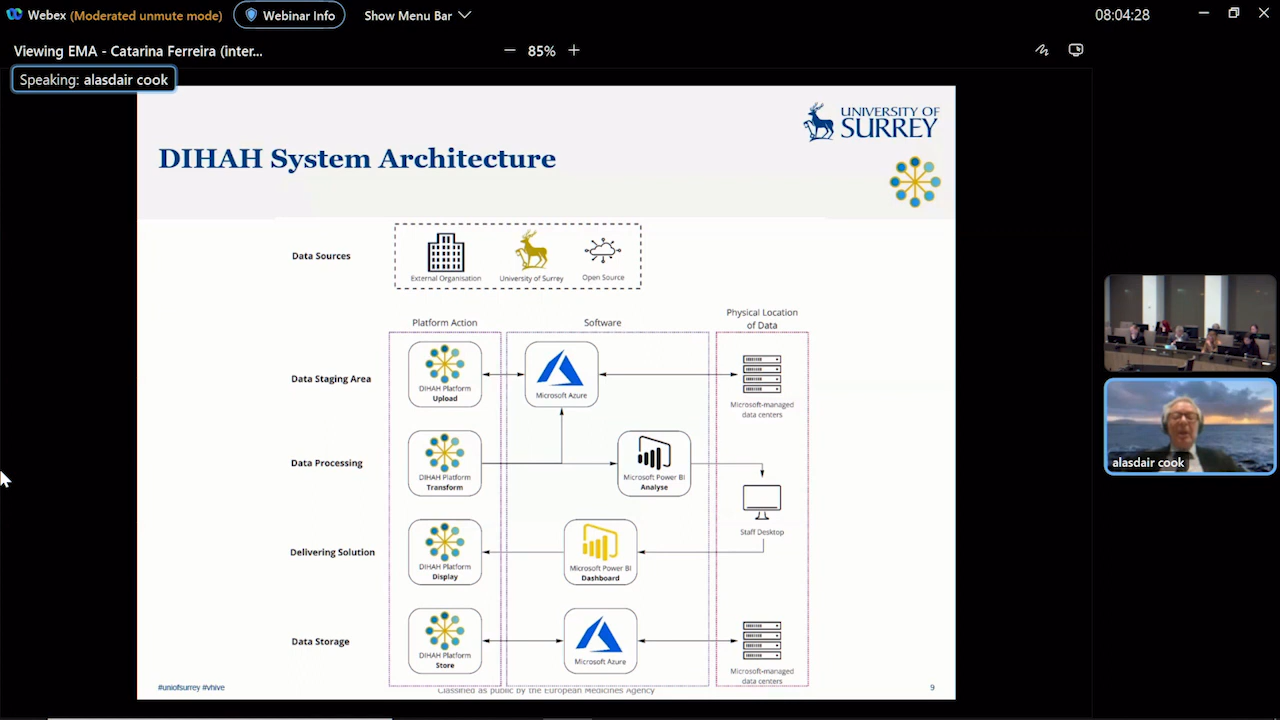 Webex (Moderated unmute mode) Webinar Info Show Menu Bar 08:04:28
Viewing EMA - Catarina Ferreira (inter... 85%
Speaking: alasdair cook
UNIVERSITY OF
SURREY
DIHAH System Architecture
Data Sources
External Organisation University of Surrey Open Source
Platform Action Software Physical Location
of Data
Data Staging Area
DIHAH Platform
Upload
Microsoft Azure
Microsoft-managed
data centers
Data Processing
DIHAH Platform
Transform
Microsoft Power BI
Analyse
Staff Desktop
Delivering Solution
DIHAH Platform
Display
Microsoft Power BI
Dashboard
Data Storage
DIHAH Platform
Store
Microsoft Azure
Microsoft-managed
data centers
#uniofsurrey #vhive
Classified as public by the European Medicines Agency
9
alasdair cook